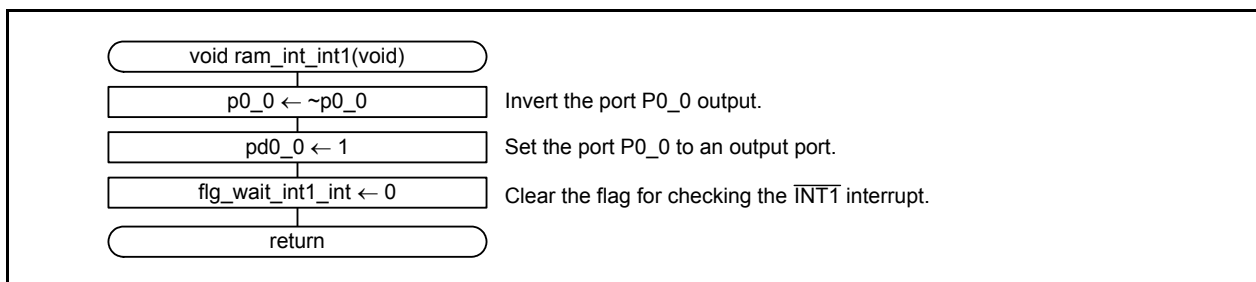 void ram_int_int1(void)
p0_0 ← ~p0_0 Invert the port P0_0 output.
pd0_0 ← 1 Set the port P0_0 to an output port.
flg_wait_int1_int ← 0 Clear the flag for checking the INT1 interrupt.
return